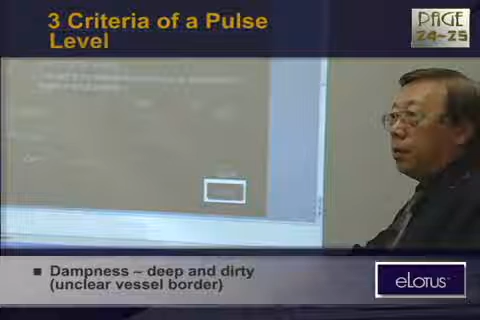 3 Criteria of a Pulse
Level
PAGE
24-25
Dampness ~ deep and dirty
(unclear vessel border)
eLotus